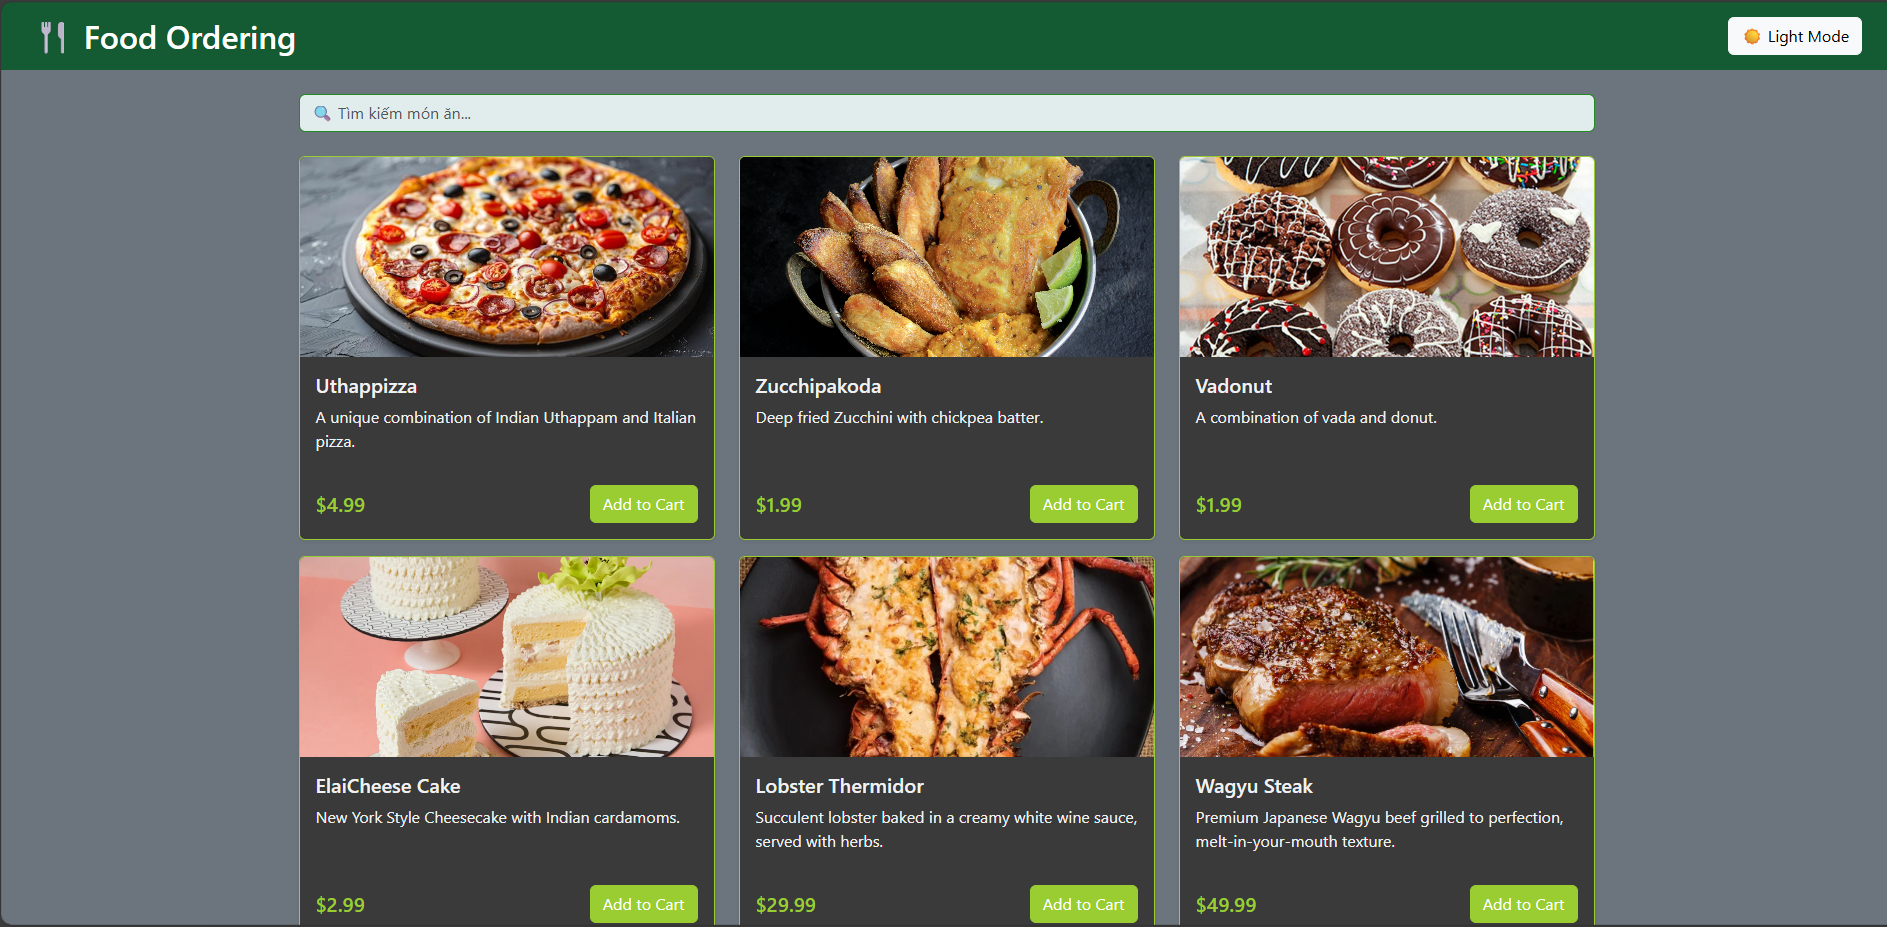 Food Ordering
Light Mode
Tìm kiếm món ăn...
Uthappizza
A unique combination of Indian Uthappam and Italian
pizza.
$4.99
Add to Cart
Zucchipakoda
Deep fried Zucchini with chickpea batter.
$1.99
Add to Cart
Vadonut
A combination of vada and donut.
$1.99
Add to Cart
ElaiCheese Cake
New York Style Cheesecake with Indian cardamoms.
$2.99
Add to Cart
Lobster Thermidor
Succulent lobster baked in a creamy white wine sauce,
served with herbs.
$29.99
Add to Cart
Wagyu Steak
Premium Japanese Wagyu beef grilled to perfection,
melt-in-your-mouth texture.
$49.99
Add to Cart